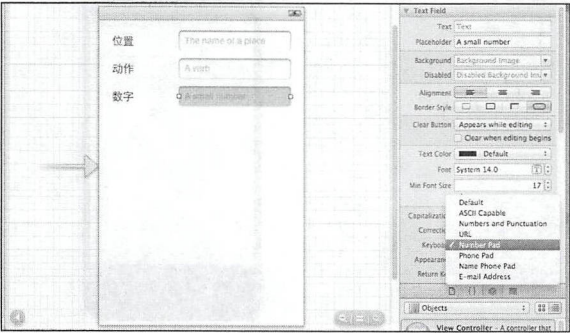 位置
The name of a place
动作
A verb
数字
A small number
Text Field
Text Text
Placeholder A small number
Background Background Image
Disabled Disabled Background Im
Alignment
Border Style
Clear Button Appears while editing
Clear when editing begins
Text Color Default
Font System 14.0
Min Font Size 17
Capitalizatio
Correctio
Keyboa
Appearan
Return K
Default
ASCII Capable
Numbers and Punctuation
URL
✓ Number Pad
Phone Pad
Name Phone Pad
E-mail Address
Objects
View Controller - A controller that